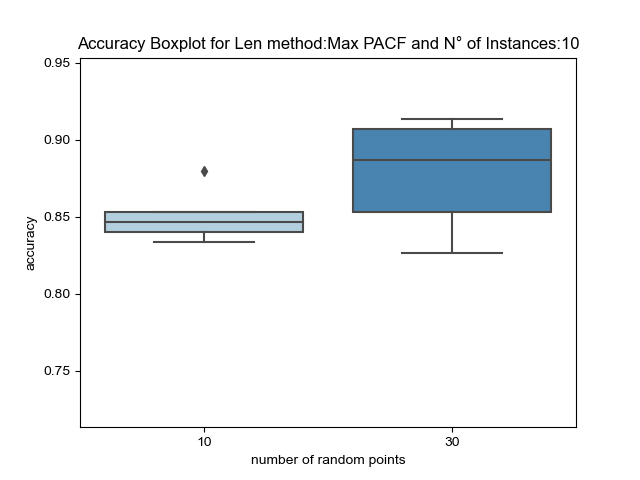 Accuracy Boxplot for Len method:Max PACF and N° of Instances:10
0.95
0.90
0.85
0.80
0.75
accuracy
10 30
number of random points